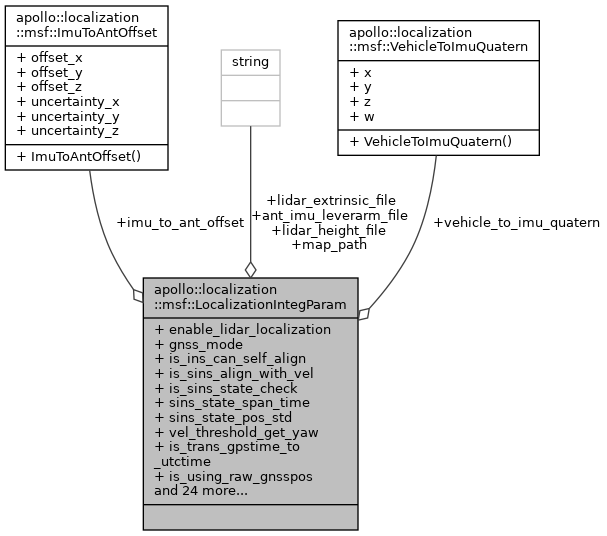 apollo::localization
::msf::ImuToAntOffset
+ offset_x
+ offset_y
+ offset_z
+ uncertainty_x
+ uncertainty_y
+ uncertainty_z
+ ImuToAntOffset()
string
apollo::localization
::msf::VehicleToImuQuatern
+ x
+ y
+ z
+ w
+ VehicleToImuQuatern()
+imu_to_ant_offset
+lidar_extrinsic_file
+ant_imu_leverarm_file
+lidar_height_file
+map_path
+vehicle_to_imu_quatern
apollo::localization
::msf::LocalizationIntegParam
+ enable_lidar_localization
+ gnss_mode
+ is_ins_can_self_align
+ is_sins_align_with_vel
+ is_sins_state_check
+ sins_state_span_time
+ sins_state_pos_std
+ vel_threshold_get_yaw
+ is_trans_gpstime_to
_utctime
+ is_using_raw_gnsspos
and 24 more...